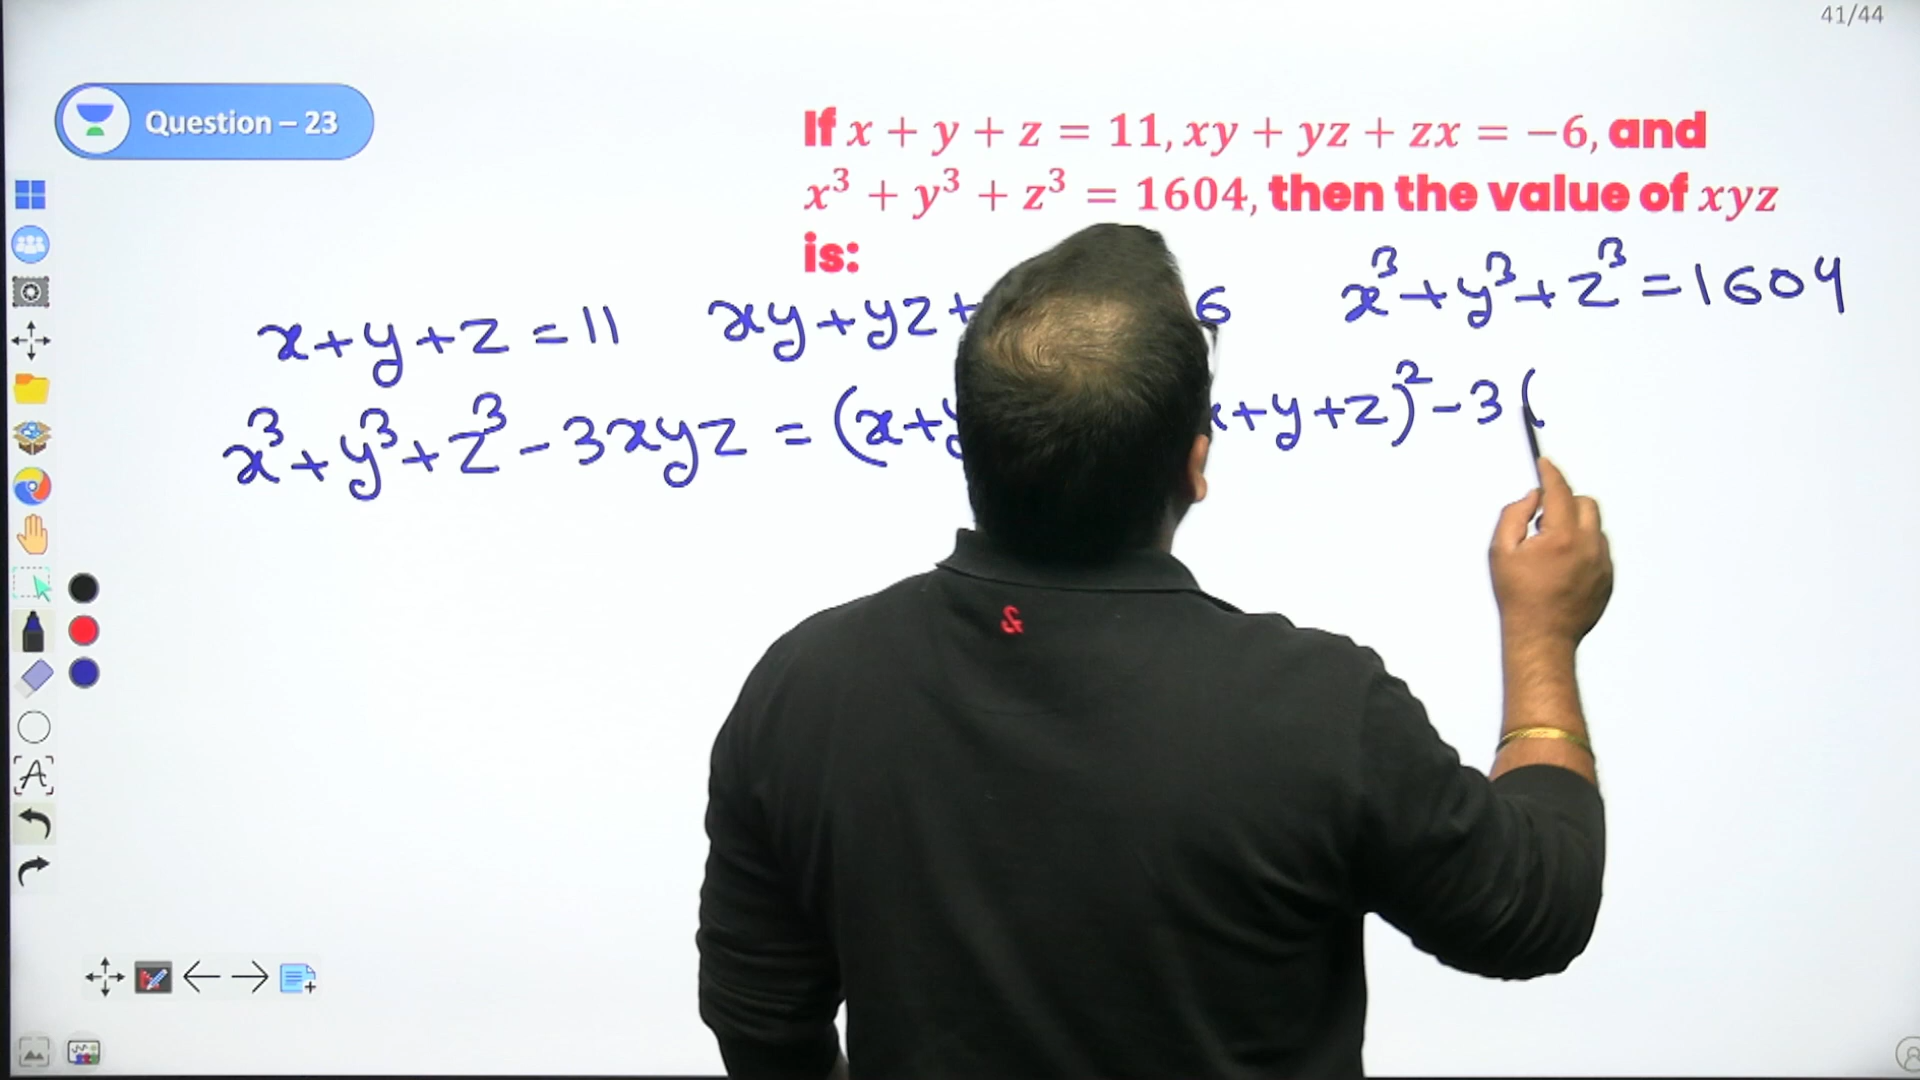 41/44
Question – 23
If x + y + z = 11, xy + yz + zx = −6, and
x³ + y³ + z³ = 1604, then the value of xyz
is:
x+y+z=11 xy+yz+ 6 x³+y³+z³=1604
x³+y³+z³-3xyz=(x+y x+y+z)²-3(